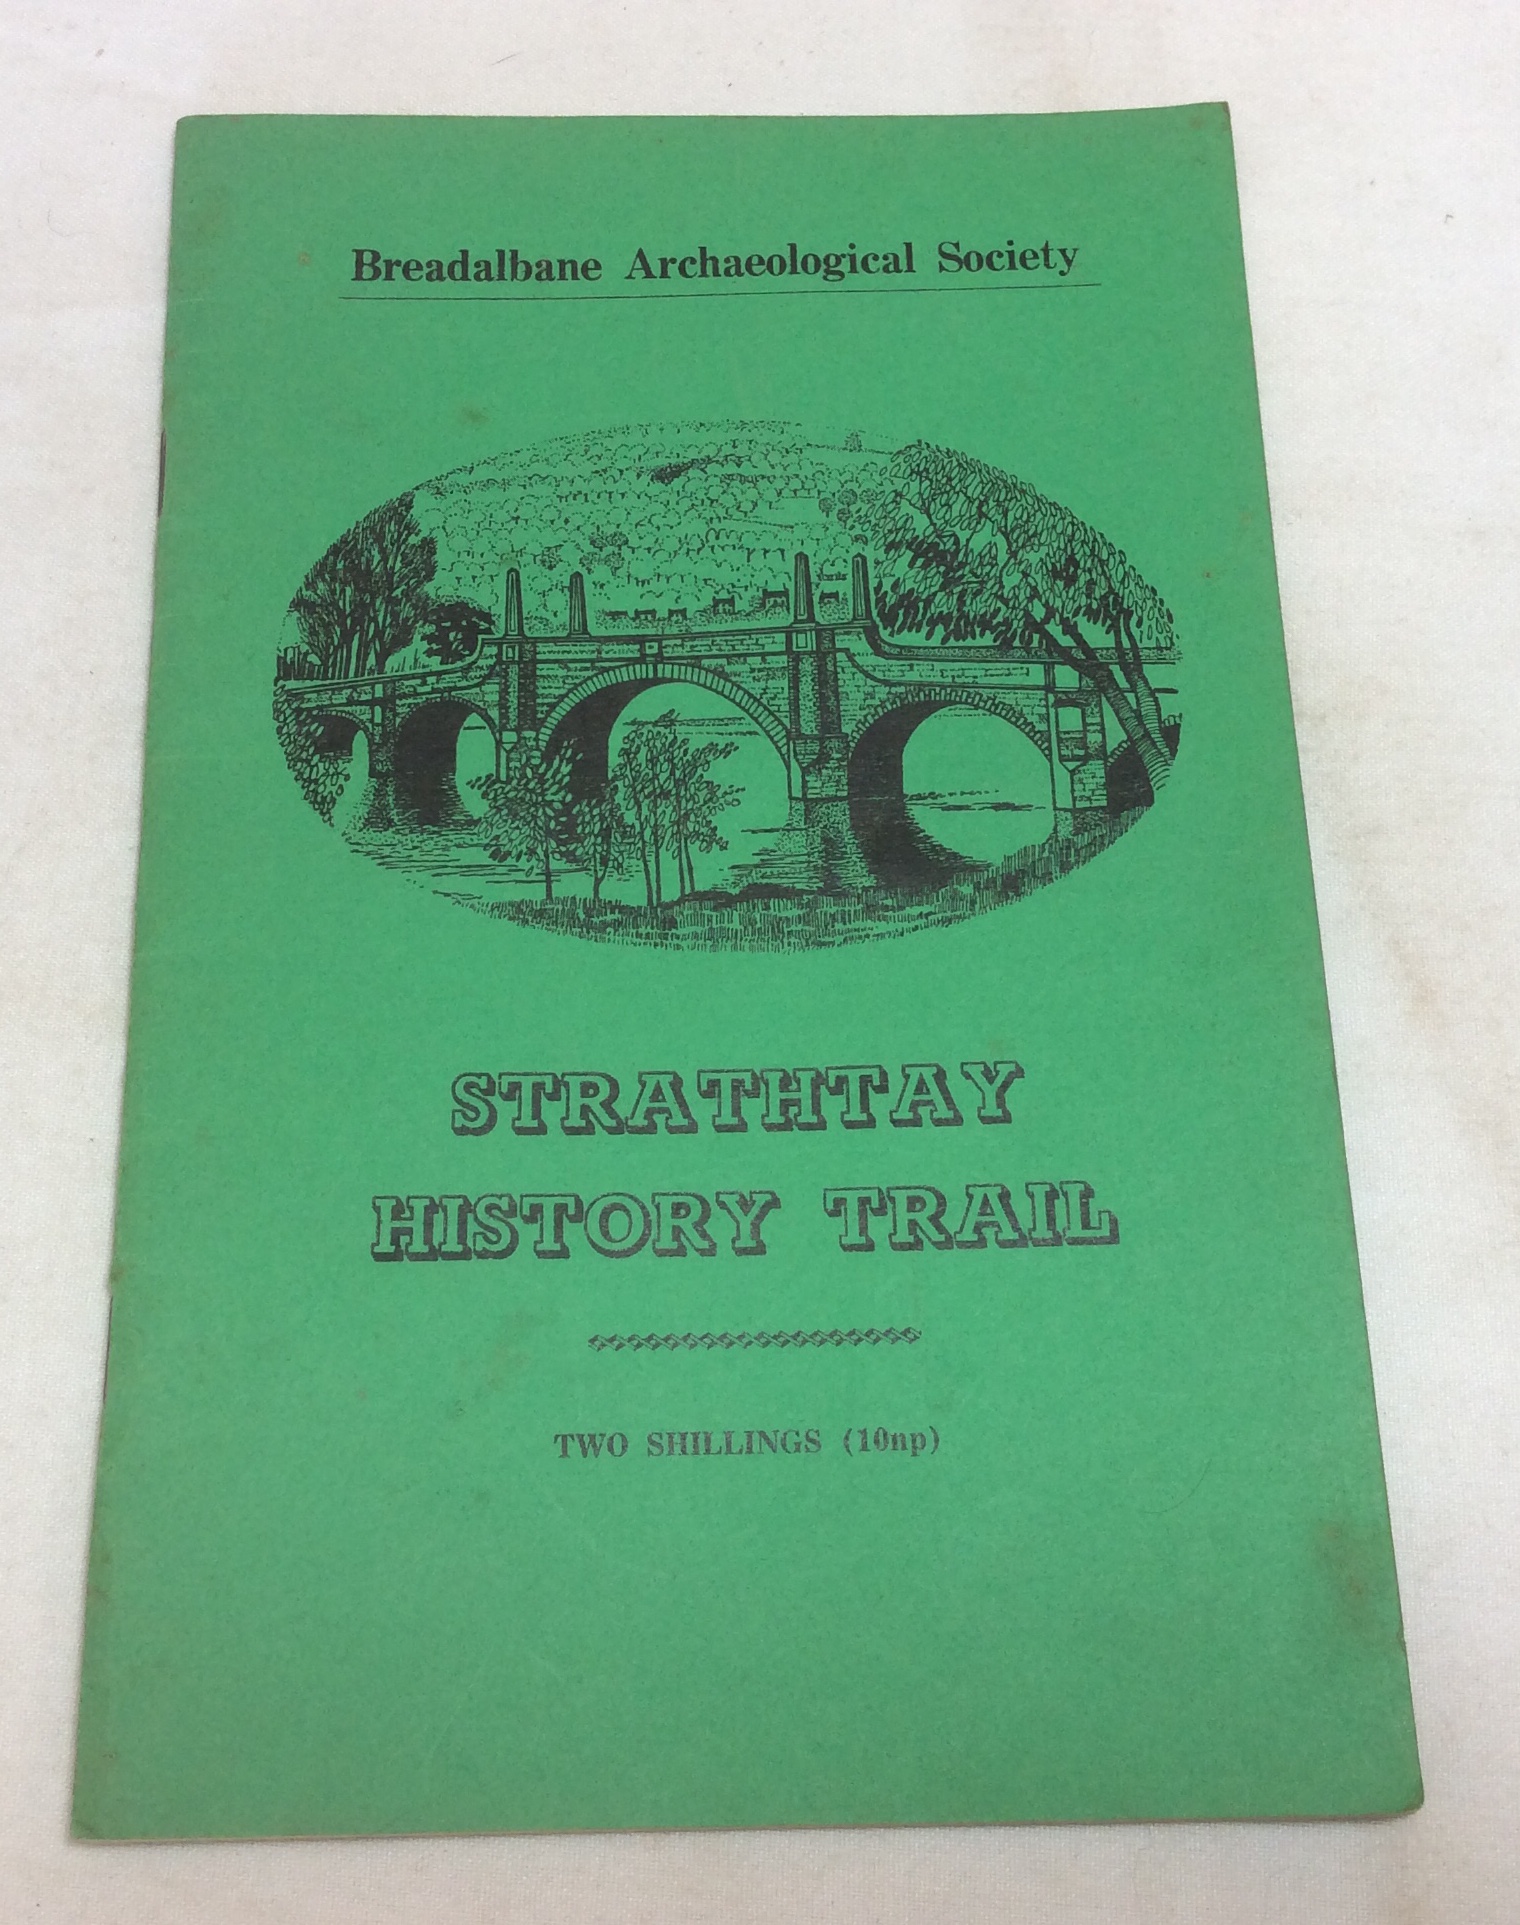 Breadalbane Archaeological Society
STRATHTAY
HISTORY TRAIL
TWO SHILLINGS (10np)